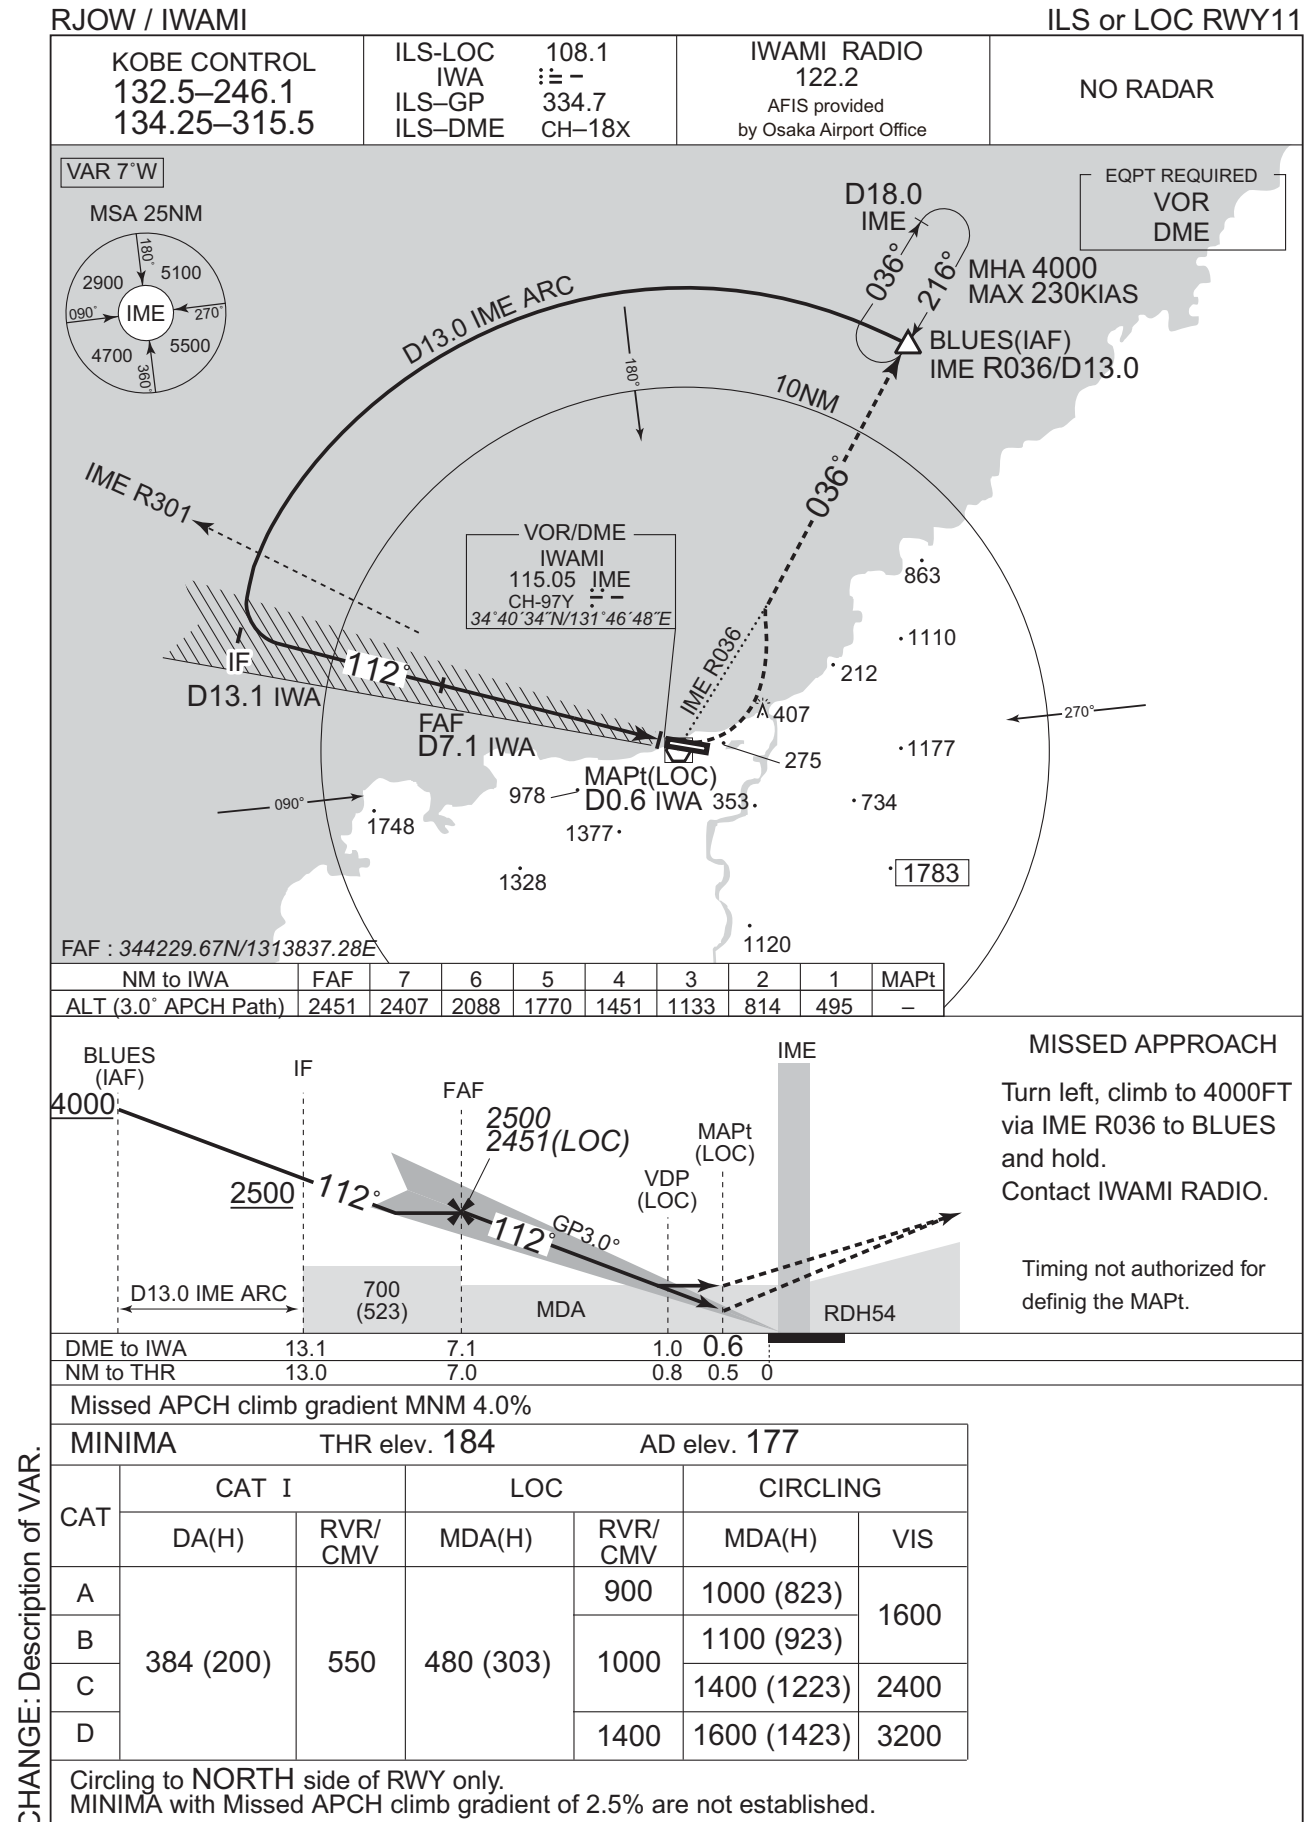 RJOW / IWAMI
ILS or LOC RWY11
KOBE CONTROL
132.5–246.1
134.25–315.5
ILS-LOC 108.1
IWA
ILS–GP 334.7
ILS–DME CH–18X
IWAMI RADIO
122.2
AFIS provided
by Osaka Airport Office
NO RADAR
VAR 7˚W
MSA 25NM
180˚
2900
5100
090˚
IME
270˚
4700
5500
360˚
EQPT REQUIRED
VOR
DME
D18.0
IME
036°
216°
MHA 4000
MAX 230KIAS
BLUES(IAF)
IME R036/D13.0
D13.0 IME ARC
180˚
10NM
036°
IME R301
VOR/DME
IWAMI
115.05 IME
CH-97Y
34˚40´34˝N/131˚46´48˝E
IME R036
863
1110
212
407
270˚
1177
275
IF
D13.1 IWA
112°
FAF
D7.1 IWA
MAPt(LOC)
D0.6 IWA
090˚
978
353
734
1748
1377
1328
1783
1120
FAF : 344229.67N/1313837.28E
NM to IWA FAF 7 6 5 4 3 2 1 MAPt
ALT (3.0˚ APCH Path) 2451 2407 2088 1770 1451 1133 814 495 –
BLUES
(IAF)
IF
FAF
IME
4000
2500
2451(LOC)
MAPt
(LOC)
VDP
(LOC)
2500
112°
112°
GP3.0°
D13.0 IME ARC
700
(523)
MDA
RDH54
MISSED APPROACH
Turn left, climb to 4000FT
via IME R036 to BLUES
and hold.
Contact IWAMI RADIO.
Timing not authorized for
definig the MAPt.
DME to IWA 13.1 7.1 1.0 0.6
NM to THR 13.0 7.0 0.8 0.5 0
Missed APCH climb gradient MNM 4.0%
MINIMA THR elev. 184 AD elev. 177
CAT
CAT I LOC CIRCLING
DA(H) RVR/CMV MDA(H) RVR/CMV MDA(H) VIS
A 900 1000 (823)
1600
B 1100 (923)
384 (200) 550 480 (303) 1000
C 1400 (1223) 2400
D 1400 1600 (1423) 3200
Circling to NORTH side of RWY only.
MINIMA with Missed APCH climb gradient of 2.5% are not established.
CHANGE: Description of VAR.